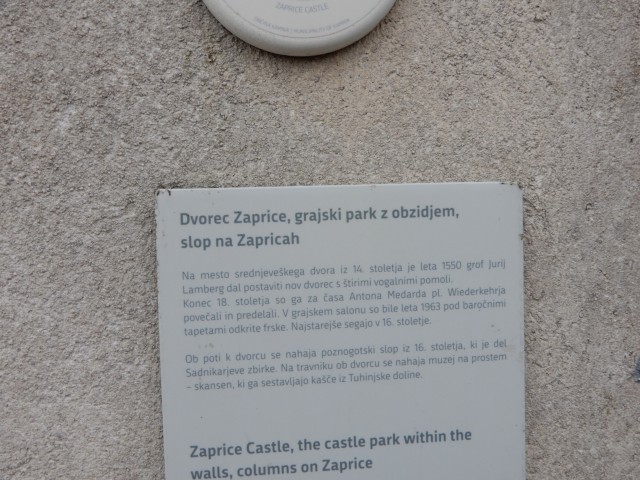 ZAPRICE CASTLE
Dvorec Zaprice, grajski park z obzidjem,
slop na Zapricah
Na mesto srednjeveškega dvora iz 14. stoletja je leta 1550 grof Jurij
Lamberg dal postaviti nov dvorec s štirimi vogalnimi pomoli.
Konec 18. stoletja so ga za časa Antona Medarda pl. Wiederkehrja
povečali in predelali. V grajskem salonu so bile leta 1963 pod baročnimi
tapetami odkrite frske. Najstarejše segajo v 16. stoletje.
Ob poti k dvorcu se nahaja poznogotski slop iz 16. stoletja, ki je del
Sadnikarjeve zbirke. Na travniku ob dvorcu se nahaja muzej na prostem
– skansen, ki ga sestavljajo kašče iz Tuhinjske doline.
Zaprice Castle, the castle park within the
walls, columns on Zaprice